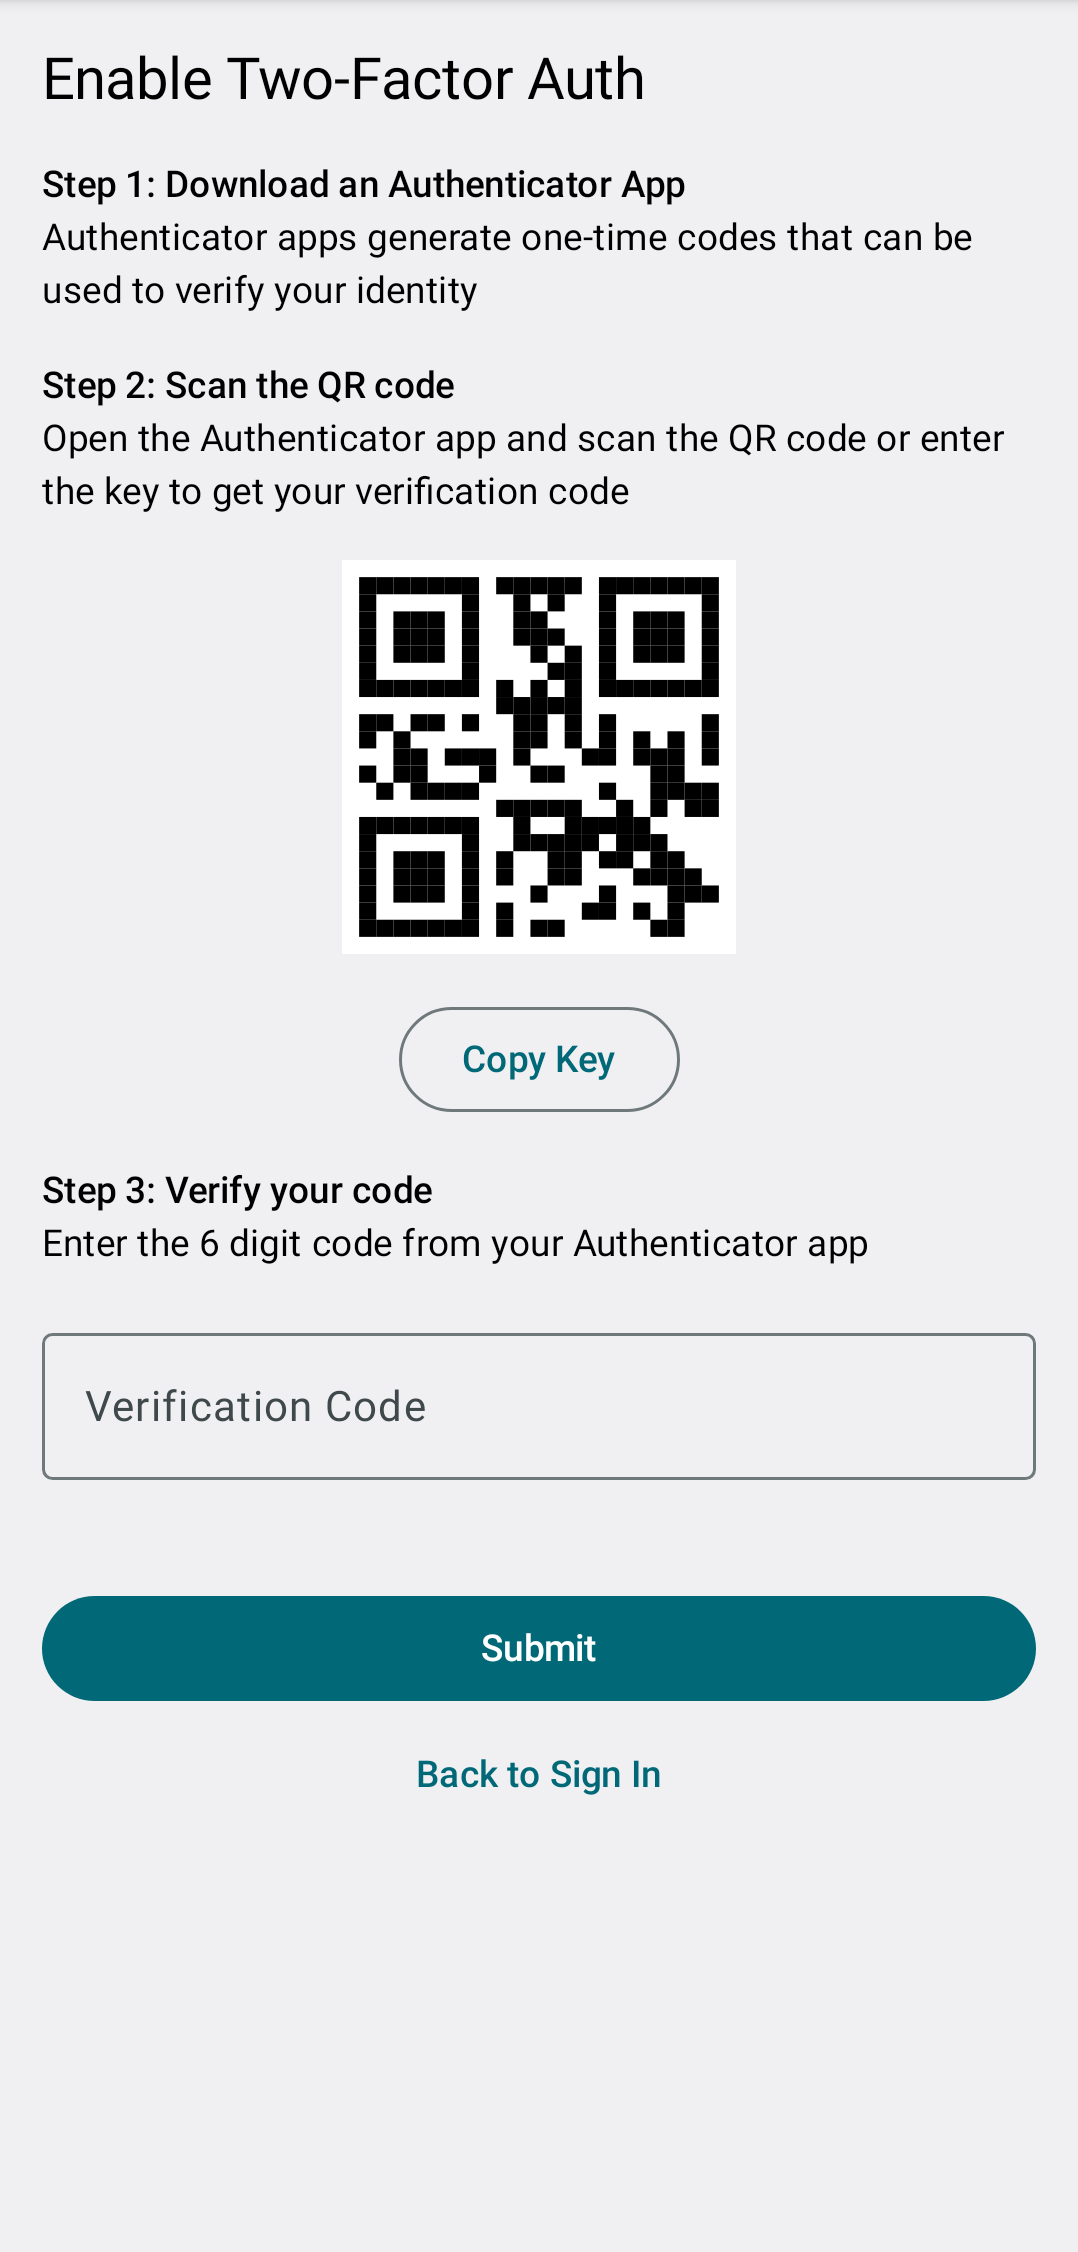 Enable Two-Factor Auth
Step 1: Download an Authenticator App
Authenticator apps generate one-time codes that can be
used to verify your identity
Step 2: Scan the QR code
Open the Authenticator app and scan the QR code or enter
the key to get your verification code
Copy Key
Step 3: Verify your code
Enter the 6 digit code from your Authenticator app
Verification Code
Submit
Back to Sign In